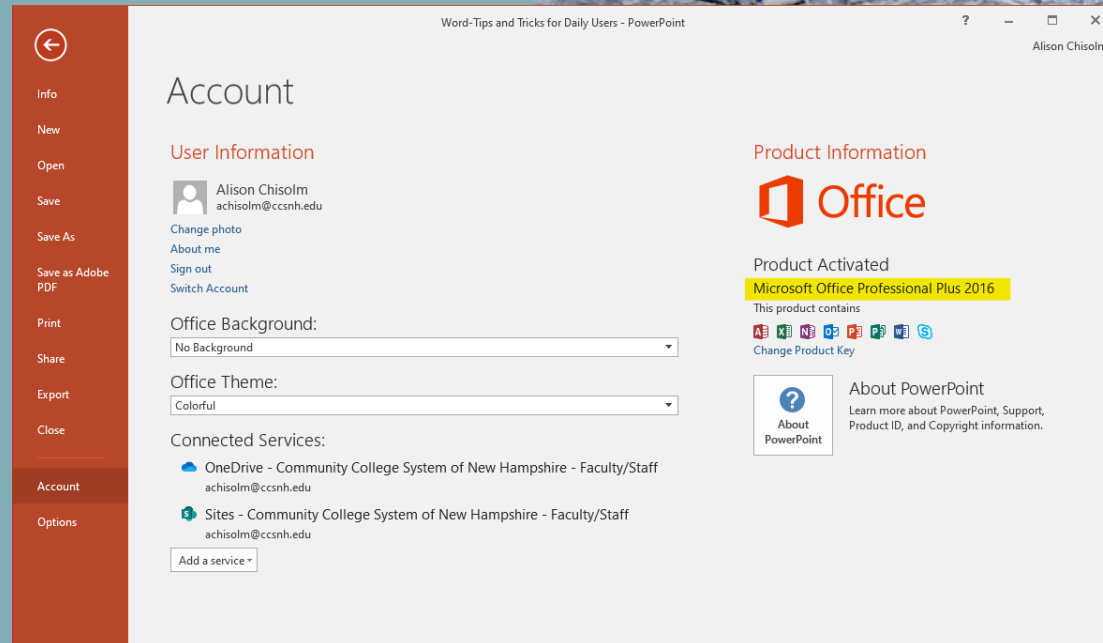 Word-Tips and Tricks for Daily Users - PowerPoint
?
Alison Chisolm
Info
New
Open
Save
Save As
Save as Adobe
PDF
Print
Share
Export
Close
Account
Options
Account
User Information
Alison Chisolm
achisolm@ccsnh.edu
Change photo
About me
Sign out
Switch Account
Office Background:
No Background
Office Theme:
Colorful
Connected Services:
OneDrive - Community College System of New Hampshire - Faculty/Staff
achisolm@ccsnh.edu
Sites - Community College System of New Hampshire - Faculty/Staff
achisolm@ccsnh.edu
Add a service
Product Information
Office
Product Activated
Microsoft Office Professional Plus 2016
This product contains
Change Product Key
?
About
PowerPoint
About PowerPoint
Learn more about PowerPoint, Support,
Product ID, and Copyright information.